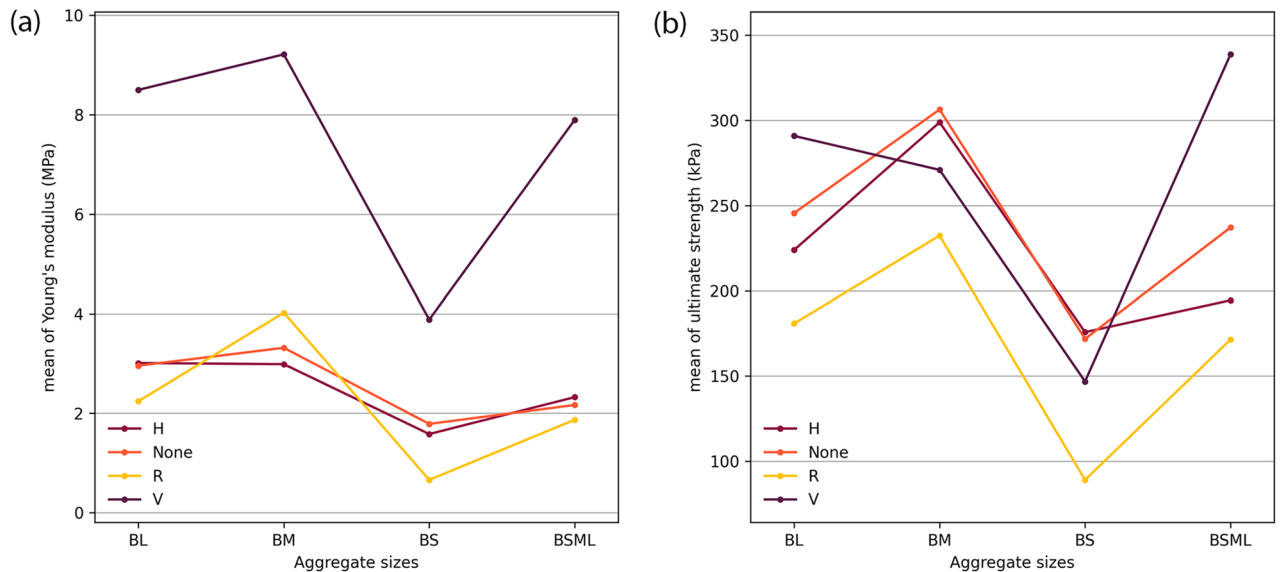 (a)
mean of Young's modulus (MPa)
10
8
6
4
2
0
H
None
R
V
BL BM BS BSML
Aggregate sizes
(b)
mean of ultimate strength (kPa)
350
300
250
200
150
100
H
None
R
V
BL BM BS BSML
Aggregate sizes